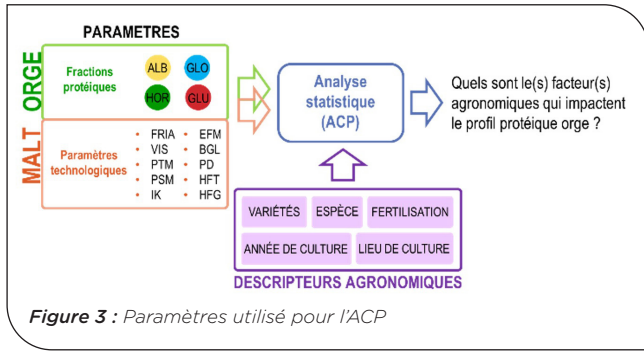 PARAMETRES
ORGE
Fractions
protéiques
ALB
GLO
HOR
GLU
MALT
Paramètres
technologiques
• FRIA
• VIS
• PTM
• PSM
• IK
• EFM
• BGL
• PD
• HFT
• HFG
Analyse
statistique
(ACP)
Quels sont le(s) facteur(s)
agronomiques qui impactent
le profil protéique orge ?
VARIÉTÉS
ESPÈCE
FERTILISATION
ANNÉE DE CULTURE
LIEU DE CULTURE
DESCRIPTEURS AGRONOMIQUES
Figure 3 : Paramètres utilisé pour l'ACP